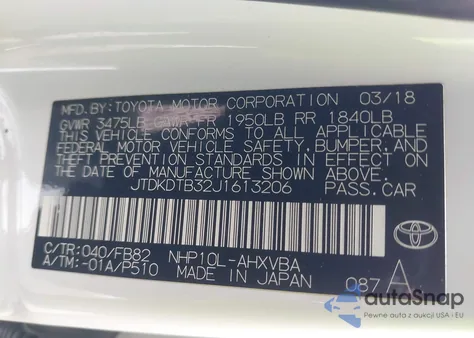 MFD.BY: TOYOTA MOTOR CORPORATION 03/18
GVWR 3475LB GAWR FR 1950LB RR 1840LB
THIS VEHICLE CONFORMS TO ALL APPLICABLE
FEDERAL MOTOR VEHICLE SAFETY, BUMPER, AND
THEFT PREVENTION STANDARDS IN EFFECT ON
THE DATE OF MANUFACTURE SHOWN ABOVE.
JTDKDTB32J1613206 PASS.CAR
C/TR: 040/FB82 NHP10L-AHXVBA
A/TM: -01A/P510 MADE IN JAPAN 087 A
TOYOTA
autoSnap
Pewne auta z aukcji USA i EU